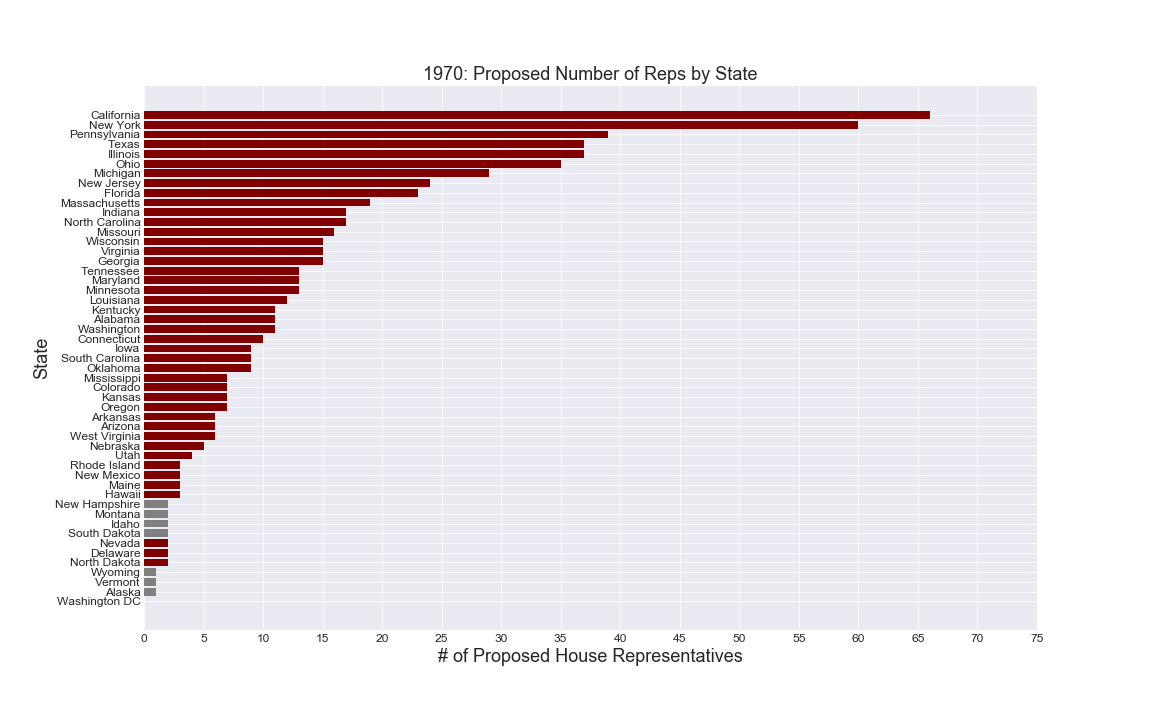 1970: Proposed Number of Reps by State
State
California
New York
Pennsylvania
Texas
Illinois
Ohio
Michigan
New Jersey
Florida
Massachusetts
Indiana
North Carolina
Missouri
Wisconsin
Virginia
Georgia
Tennessee
Maryland
Minnesota
Louisiana
Kentucky
Alabama
Washington
Connecticut
Iowa
South Carolina
Oklahoma
Mississippi
Colorado
Kansas
Oregon
Arkansas
Arizona
West Virginia
Nebraska
Utah
Rhode Island
New Mexico
Maine
Hawaii
New Hampshire
Montana
Idaho
South Dakota
Nevada
Delaware
North Dakota
Wyoming
Vermont
Alaska
Washington DC
0 5 10 15 20 25 30 35 40 45 50 55 60 65 70 75
# of Proposed House Representatives